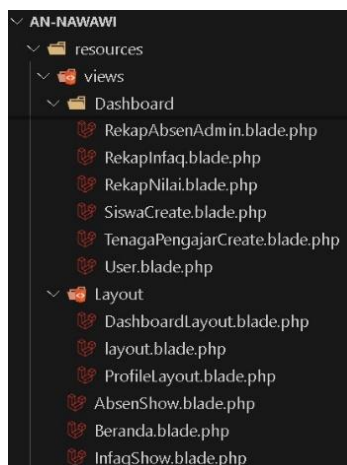 AN-NAWAWI
resources
views
Dashboard
RekapAbsenAdmin.blade.php
RekapInfaq.blade.php
RekapNilai.blade.php
SiswaCreate.blade.php
TenagaPengajarCreate.blade.php
User.blade.php
Layout
DashboardLayout.blade.php
layout.blade.php
ProfileLayout.blade.php
AbsenShow.blade.php
Beranda.blade.php
InfaqShow.blade.php